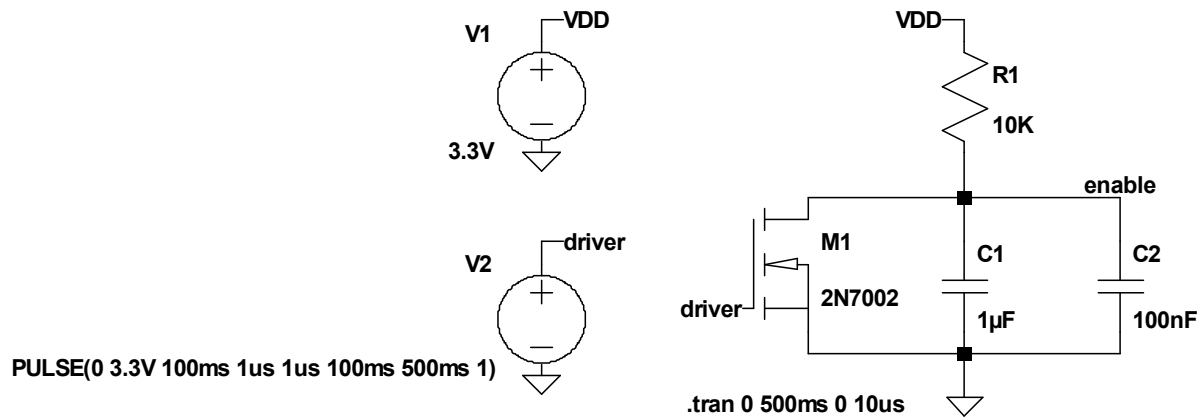 VDD
V1
3.3V
driver
V2
PULSE(0 3.3V 100ms 1us 1us 100ms 500ms 1)
VDD
R1
10K
enable
M1
2N7002
driver
C1
1µF
C2
100nF
.tran 0 500ms 0 10us